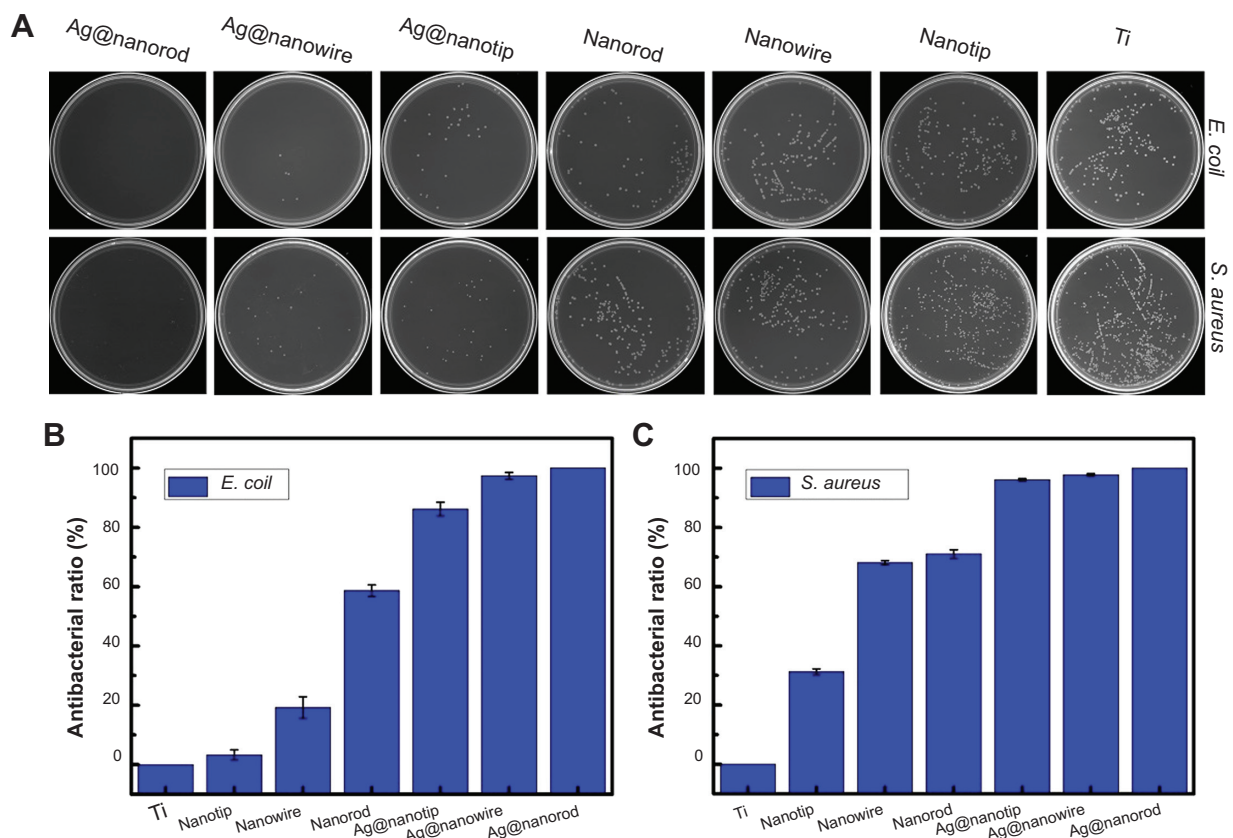 A
Ag@nanorod Ag@nanowire Ag@nanotip Nanorod Nanowire Nanotip Ti
E. coil
S. aureus
B
Antibacterial ratio (%)
100
80
60
40
20
0
E. coil
Ti Nanotip Nanowire Nanorod Ag@nanotip Ag@nanowire Ag@nanorod
C
Antibacterial ratio (%)
100
80
60
40
20
0
S. aureus
Ti Nanotip Nanowire Nanorod Ag@nanotip Ag@nanowire Ag@nanorod